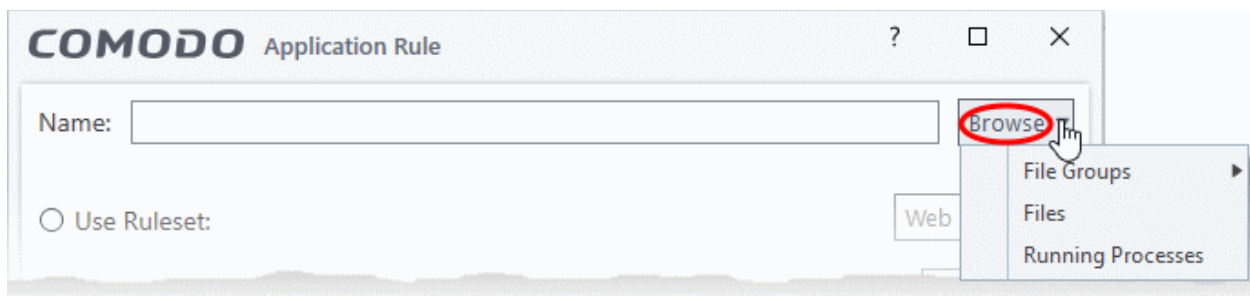 COMODO Application Rule ?
Name: Browse
File Groups
Use Ruleset: Web Files
Running Processes